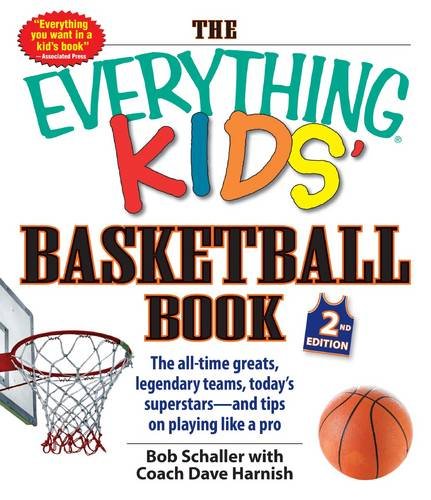 "Everything
you want in a
kid's book"
—Associated Press
THE
EVERYTHING®
KIDS'
BASKETBALL
BOOK
2ND
EDITION
The all-time greats,
legendary teams, today's
superstars—and tips
on playing like a pro
Bob Schaller with
Coach Dave Harnish